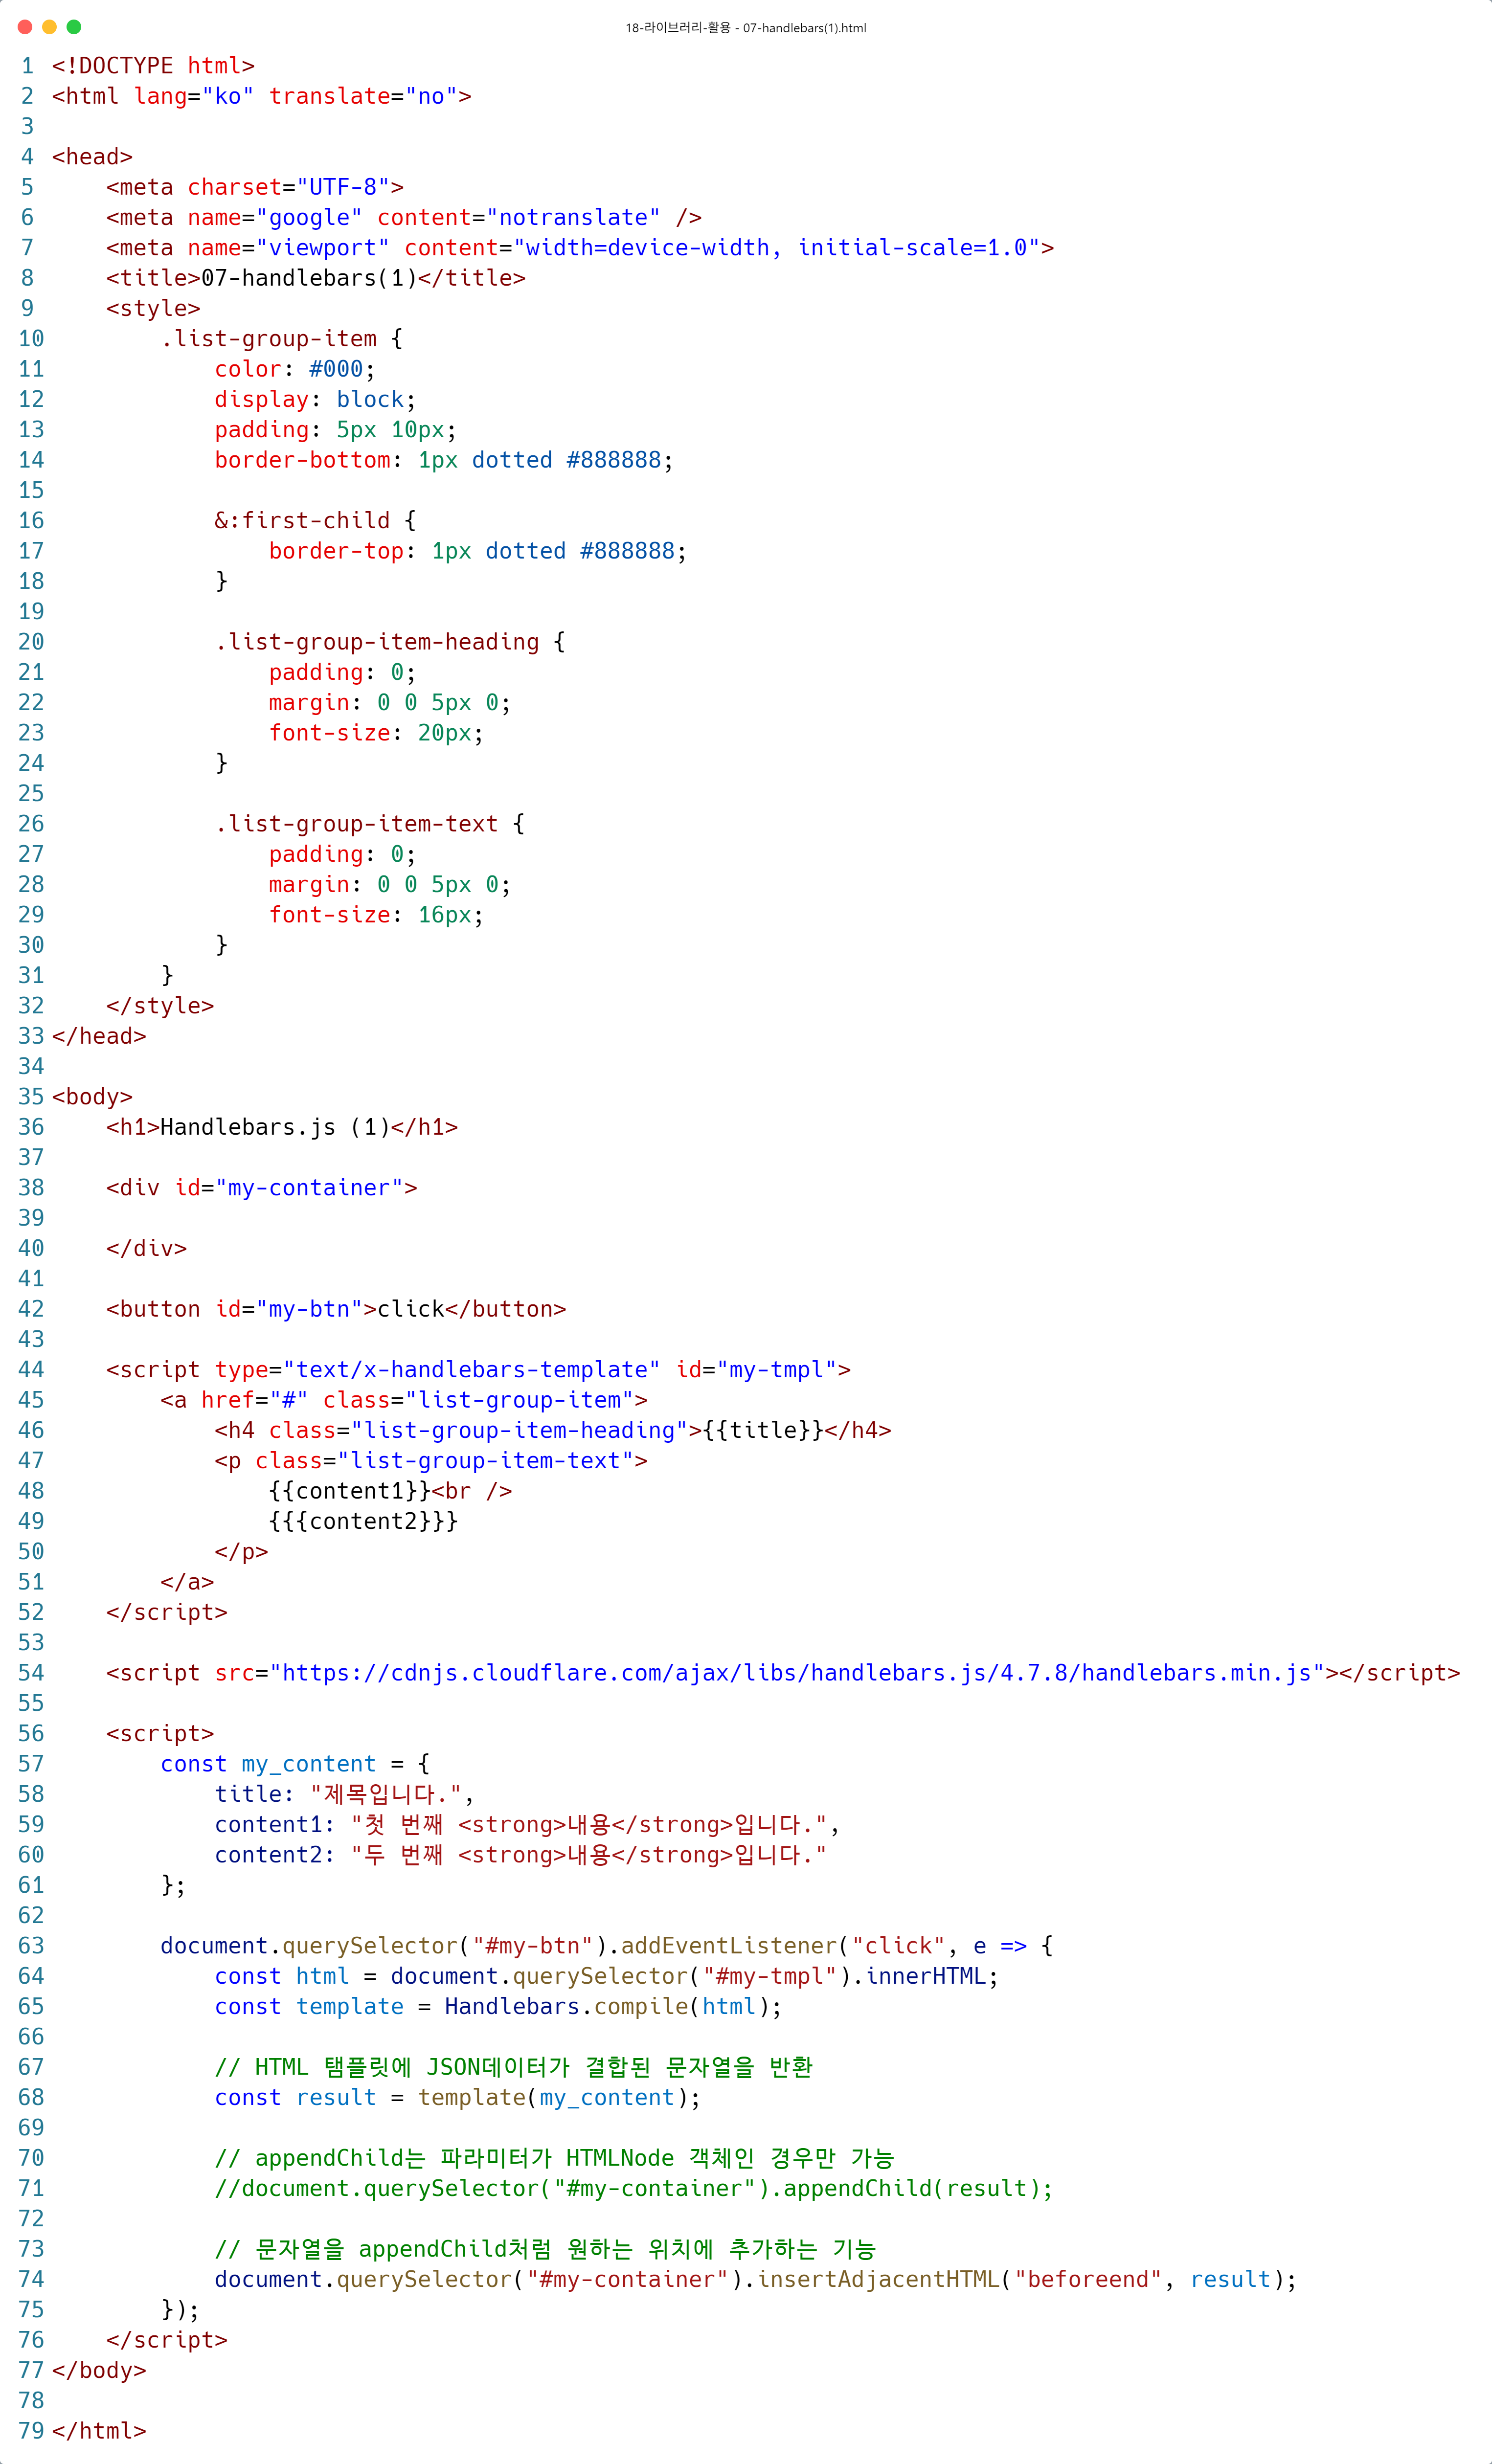 18-라이브러리-활용 - 07-handlebars(1).html
1 <!DOCTYPE html>
2 <html lang="ko" translate="no">
3
4 <head>
5     <meta charset="UTF-8">
6     <meta name="google" content="notranslate" />
7     <meta name="viewport" content="width=device-width, initial-scale=1.0">
8     <title>07-handlebars(1)</title>
9     <style>
10         .list-group-item {
11             color: #000;
12             display: block;
13             padding: 5px 10px;
14             border-bottom: 1px dotted #888888;
15
16             &:first-child {
17                 border-top: 1px dotted #888888;
18             }
19
20             .list-group-item-heading {
21                 padding: 0;
22                 margin: 0 0 5px 0;
23                 font-size: 20px;
24             }
25
26             .list-group-item-text {
27                 padding: 0;
28                 margin: 0 0 5px 0;
29                 font-size: 16px;
30             }
31         }
32     </style>
33 </head>
34
35 <body>
36     <h1>Handlebars.js (1)</h1>
37
38     <div id="my-container">
39
40     </div>
41
42     <button id="my-btn">click</button>
43
44     <script type="text/x-handlebars-template" id="my-tmpl">
45         <a href="#" class="list-group-item">
46             <h4 class="list-group-item-heading">{{title}}</h4>
47             <p class="list-group-item-text">
48                 {{content1}}<br />
49                 {{{content2}}}
50             </p>
51         </a>
52     </script>
53
54     <script src="https://cdnjs.cloudflare.com/ajax/libs/handlebars.js/4.7.8/handlebars.min.js"></script>
55
56     <script>
57         const my_content = {
58             title: "제목입니다.",
59             content1: "첫 번째 <strong>내용</strong>입니다.",
60             content2: "두 번째 <strong>내용</strong>입니다."
61         };
62
63         document.querySelector("#my-btn").addEventListener("click", e => {
64             const html = document.querySelector("#my-tmpl").innerHTML;
65             const template = Handlebars.compile(html);
66
67             // HTML 탬플릿에 JSON데이터가 결합된 문자열을 반환
68             const result = template(my_content);
69
70             // appendChild는 파라미터가 HTMLNode 객체인 경우만 가능
71             //document.querySelector("#my-container").appendChild(result);
72
73             // 문자열을 appendChild처럼 원하는 위치에 추가하는 기능
74             document.querySelector("#my-container").insertAdjacentHTML("beforeend", result);
75         });
76     </script>
77 </body>
78
79 </html>